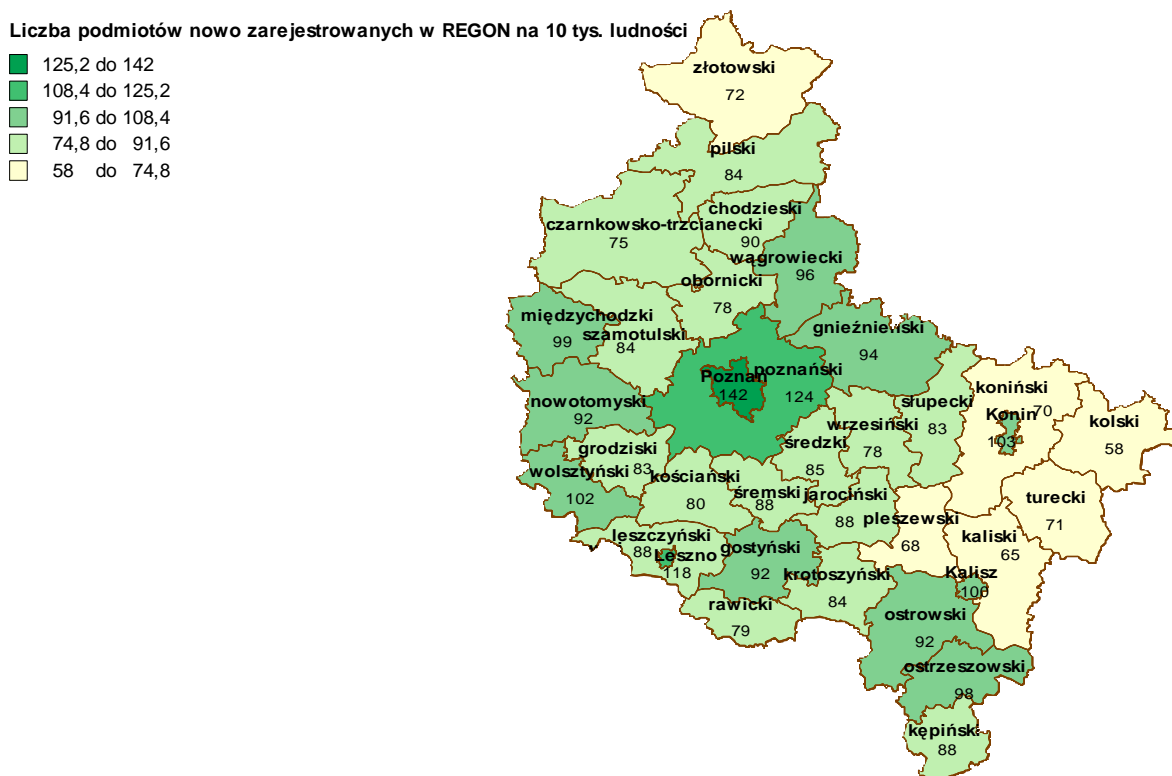 Liczba podmiotów nowo zarejestrowanych w REGON na 10 tys. ludności
125,2 do 142
108,4 do 125,2
91,6 do 108,4
74,8 do 91,6
58 do 74,8
złotowski
72
pilski
84
chodzieski
90
czarnkowsko-trzcianecki
75
wągrowiecki
96
obornicki
78
międzychodzki
99
szamotulski
84
gnieźnieński
94
Poznań
142
poznański
124
nowotomyski
92
słupecki
83
koniński
70
Konin
103
kolski
58
wrzesiński
78
średzki
85
grodziski
83
wolsztyński
102
kościański
80
śremski
88
jarociński
88
pleszewski
68
turecki
71
kaliski
65
Kalisz
leszczyński
88
Leszno
118
gostyński
92
krotoszyński
84
rawicki
79
ostrowski
92
ostrzeszowski
98
kępiński
88